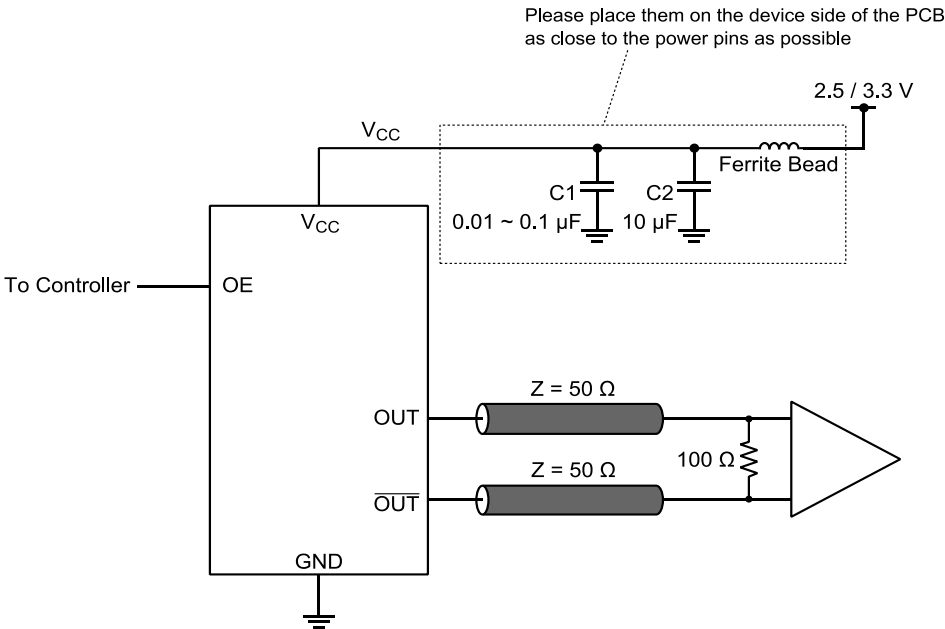 Please place them on the device side of the PCB
as close to the power pins as possible
2.5 / 3.3 V
VCC
Ferrite Bead
C1
C2
0.01 ~ 0.1 µF
10 µF
VCC
To Controller
OE
Z = 50 Ω
OUT
100 Ω
Z = 50 Ω
O̅U̅T̅
GND